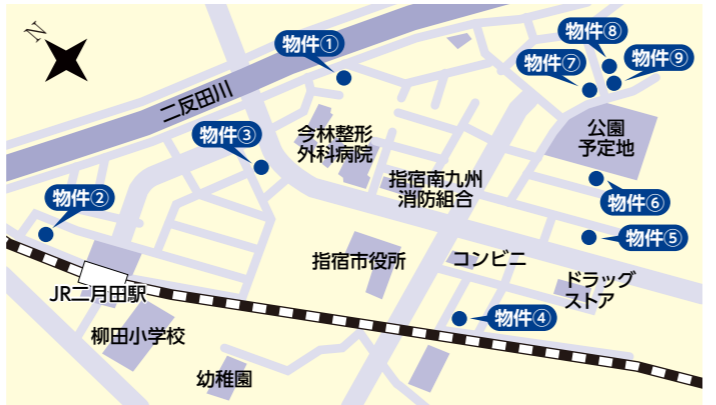 N
物件①
物件⑧
物件⑦
物件⑨
二反田川
物件③
今林整形
外科病院
公園
予定地
指宿南九州
消防組合
物件②
物件⑥
物件⑤
指宿市役所
コンビニ
ドラッグ
ストア
JR二月田駅
物件④
柳田小学校
幼稚園